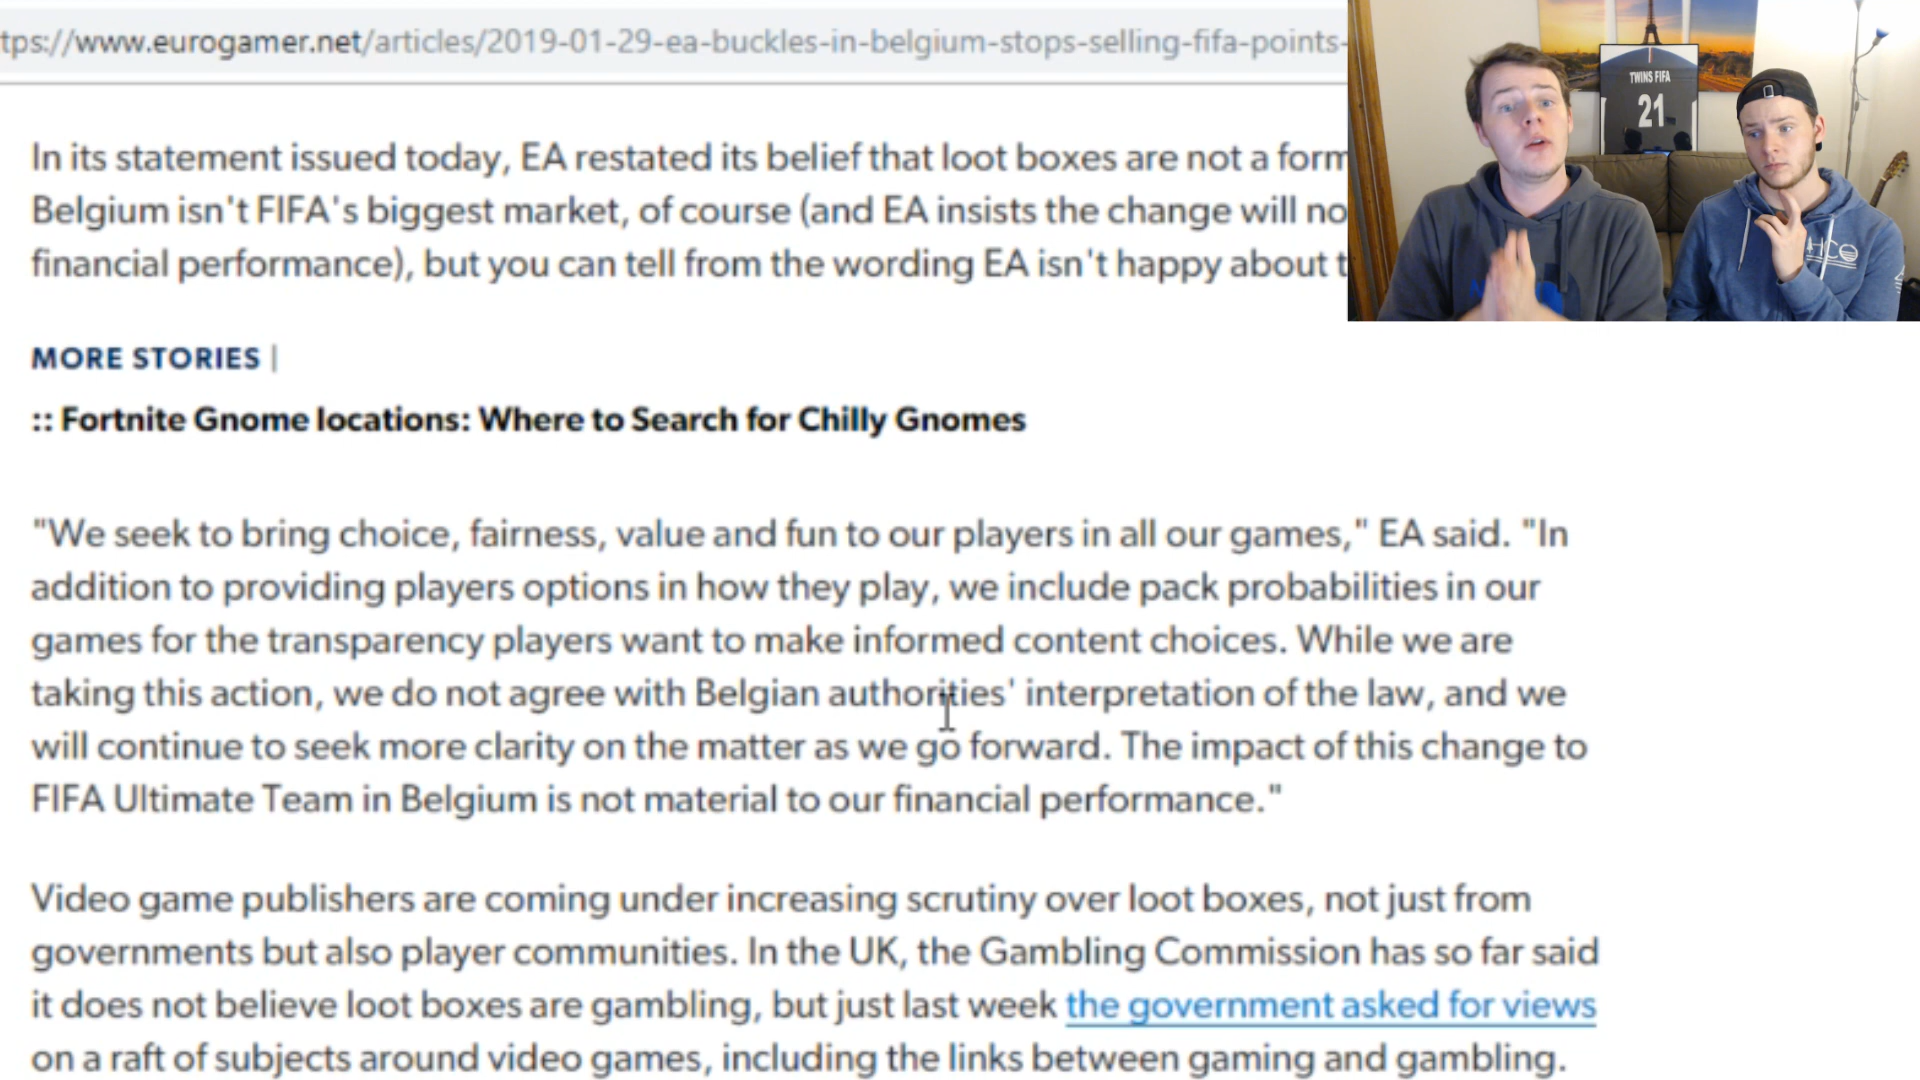 tps://www.eurogamer.net/articles/2019-01-29-ea-buckles-in-belgium-stops-selling-fifa-points-
TWINS FIFA
21
In its statement issued today, EA restated its belief that loot boxes are not a form
Belgium isn't FIFA's biggest market, of course (and EA insists the change will no
financial performance), but you can tell from the wording EA isn't happy about t
MORE STORIES |
:: Fortnite Gnome locations: Where to Search for Chilly Gnomes
"We seek to bring choice, fairness, value and fun to our players in all our games," EA said. "In
addition to providing players options in how they play, we include pack probabilities in our
games for the transparency players want to make informed content choices. While we are
taking this action, we do not agree with Belgian authorities' interpretation of the law, and we
will continue to seek more clarity on the matter as we go forward. The impact of this change to
FIFA Ultimate Team in Belgium is not material to our financial performance."
Video game publishers are coming under increasing scrutiny over loot boxes, not just from
governments but also player communities. In the UK, the Gambling Commission has so far said
it does not believe loot boxes are gambling, but just last week the government asked for views
on a raft of subjects around video games, including the links between gaming and gambling.